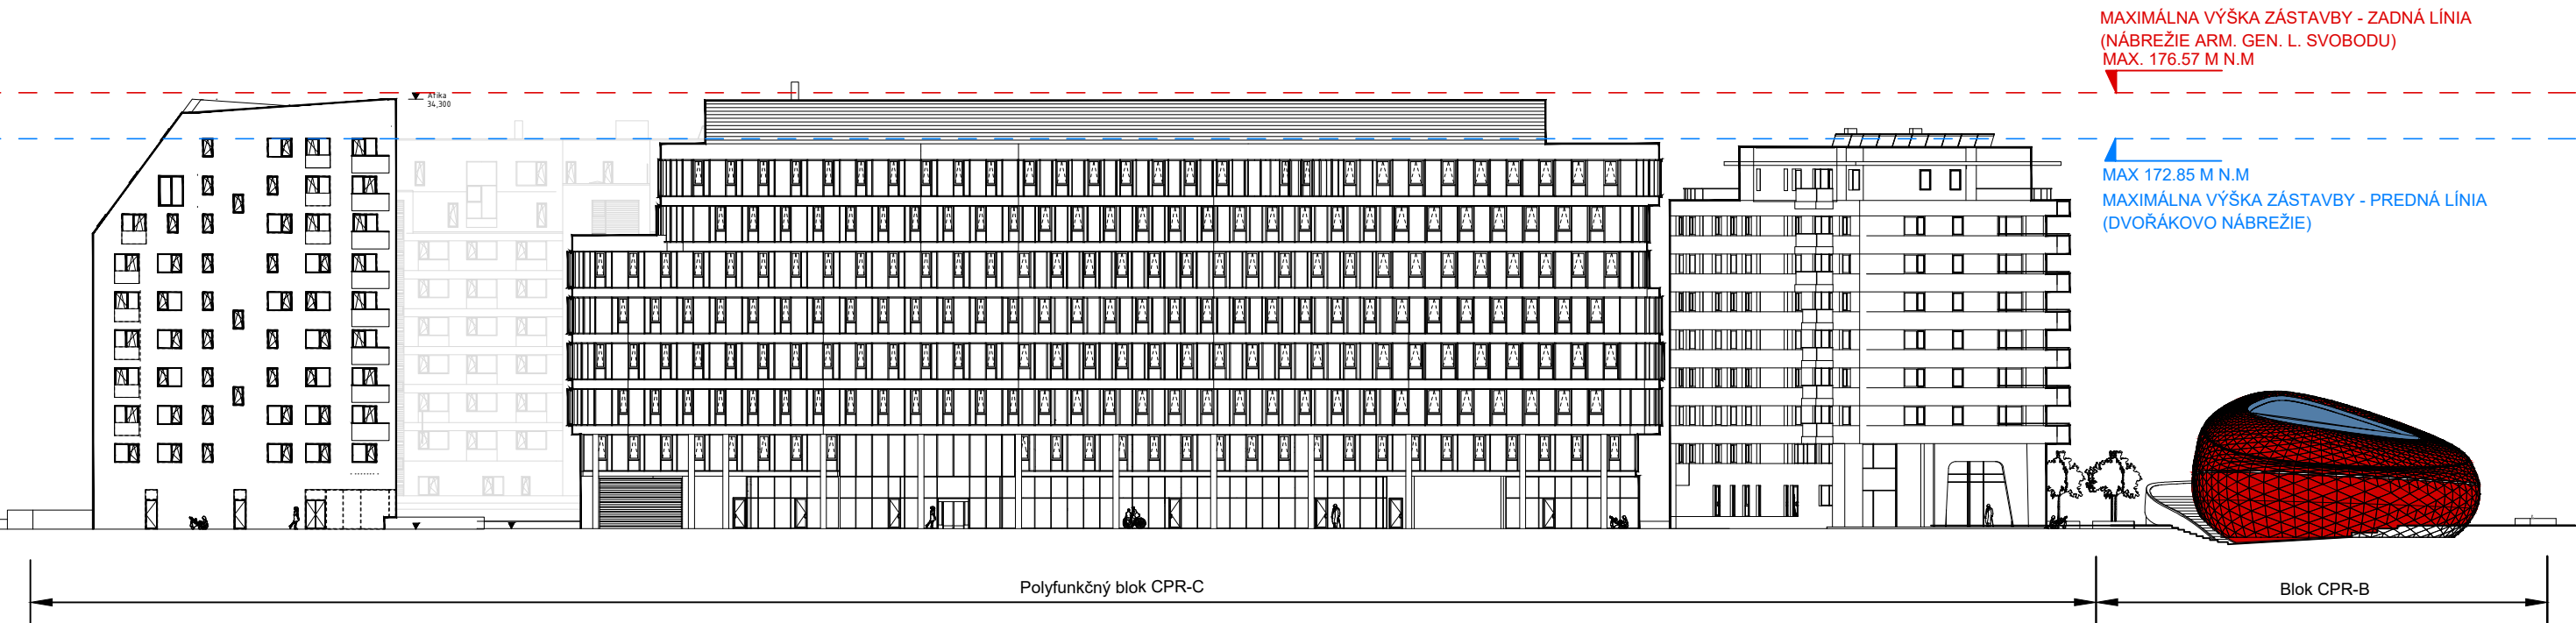 MAXIMÁLNA VÝŠKA ZÁSTAVBY - ZADNÁ LÍNIA
(NÁBREŽIE ARM. GEN. L. SVOBODU)
MAX. 176.57 M N.M
Atika
34,300
MAX 172.85 M N.M
MAXIMÁLNA VÝŠKA ZÁSTAVBY - PREDNÁ LÍNIA
(DVOŘÁKOVO NÁBREŽIE)
Polyfunkčný blok CPR-C
Blok CPR-B